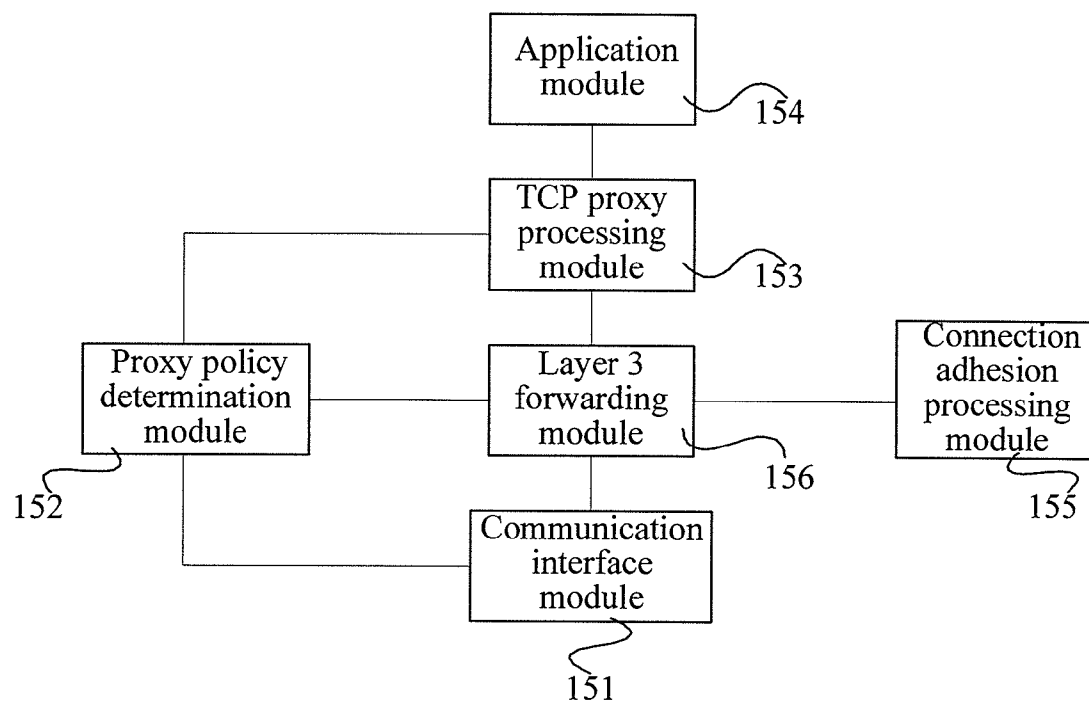 Application
module
154
TCP proxy
processing
module
153
Proxy policy
determination
module
152
Layer 3
forwarding
module
156
Connection
adhesion
processing
module
155
Communication
interface
module
151